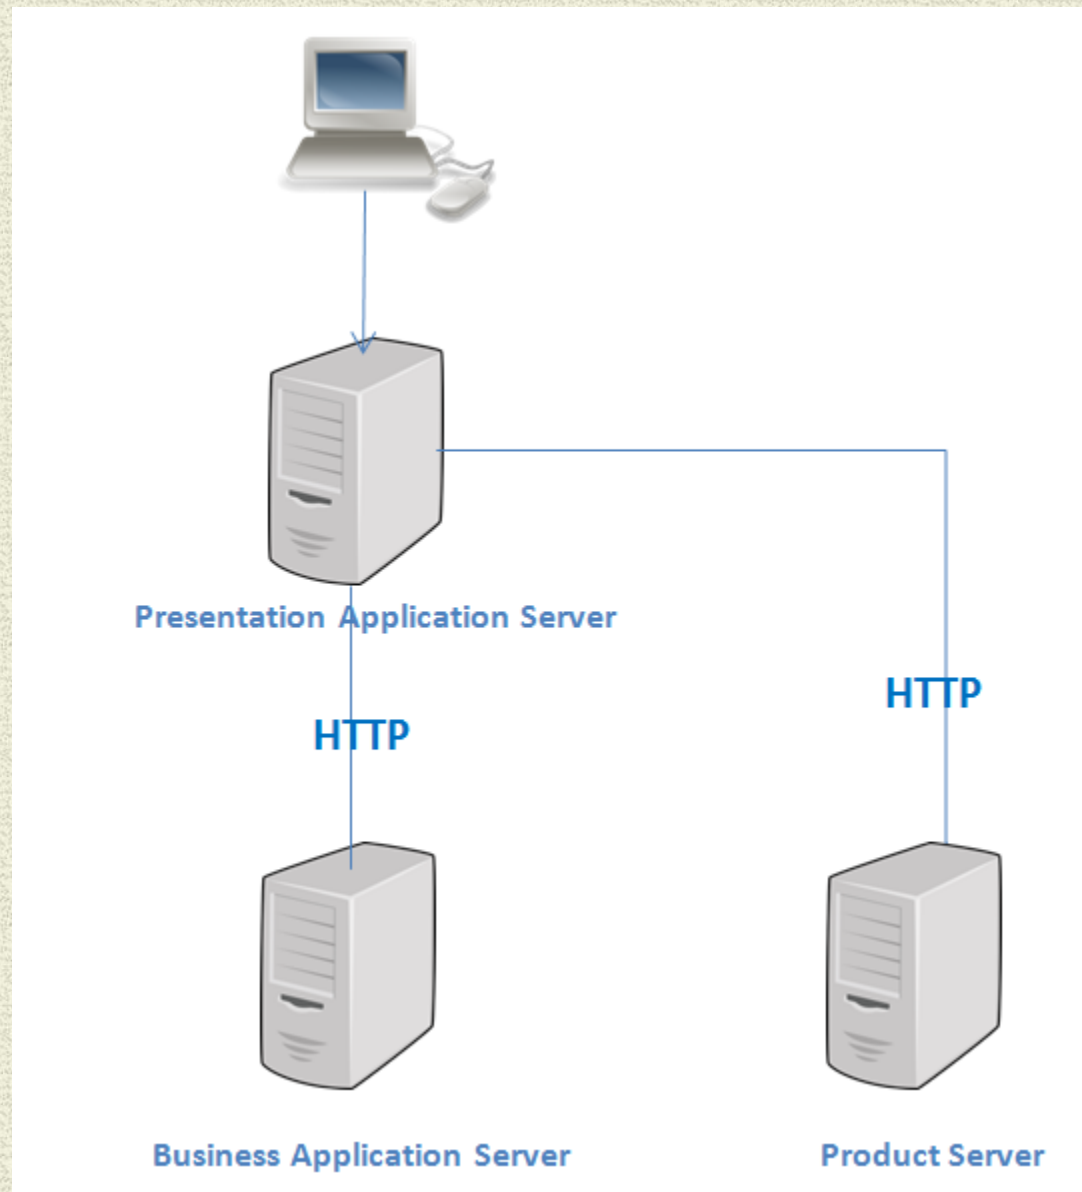 Presentation Application Server
HTTP
HTTP
Business Application Server
Product Server